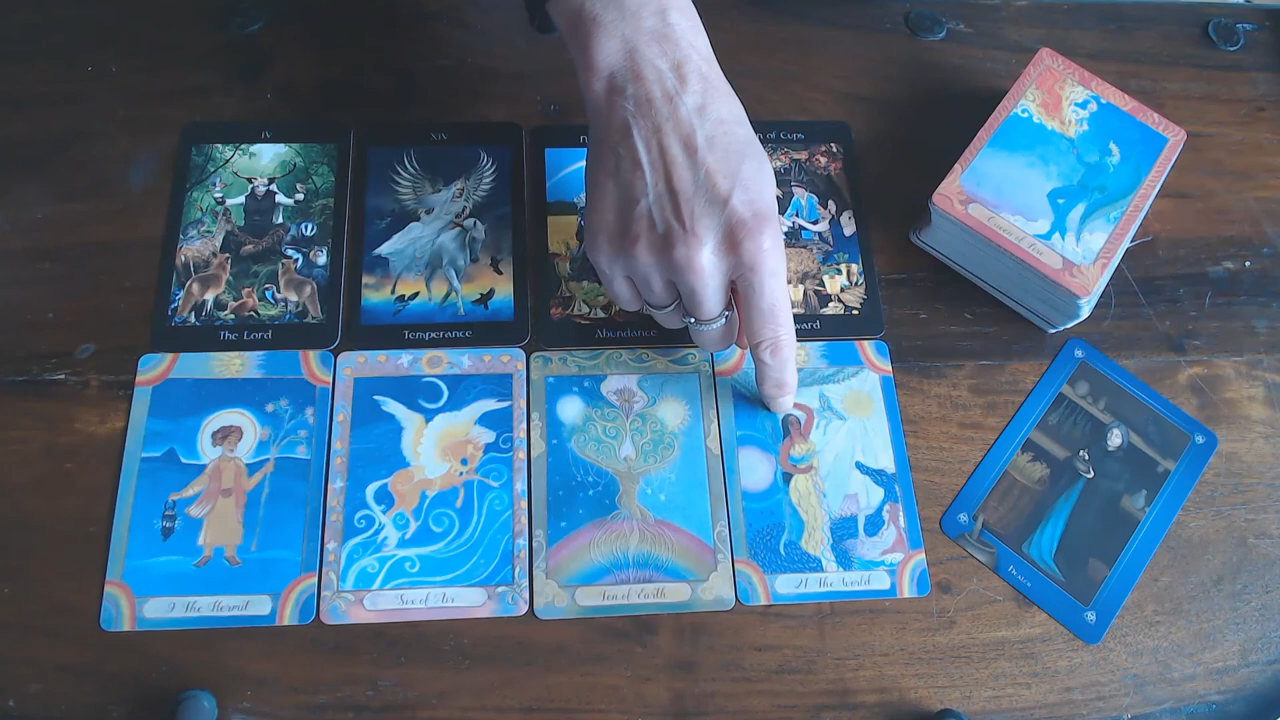 IV
XIV
n of Cups
The Lord
Temperance
Abundance
ward
Queen of Fire
9 The Hermit
Six of Air
Ten of Earth
21 The World
Healer